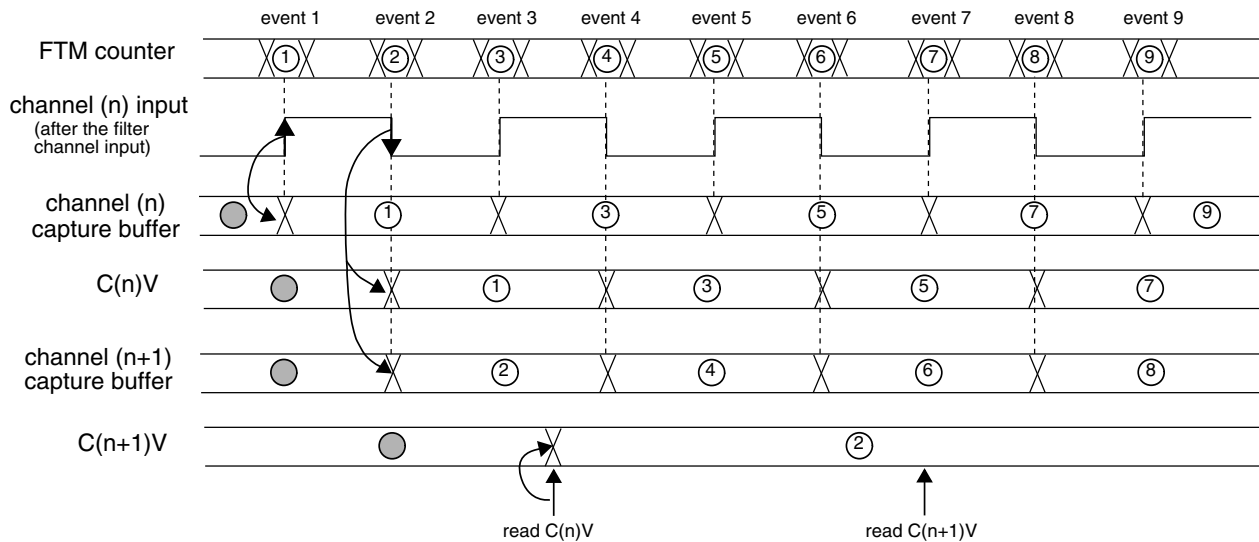 event 1 event 2 event 3 event 4 event 5 event 6 event 7 event 8 event 9
FTM counter 1 2 3 4 5 6 7 8 9
channel (n) input
(after the filter
channel input)
channel (n)
capture buffer
1 3 5 7 9
C(n)V 1 3 5 7
channel (n+1)
capture buffer
2 4 6 8
C(n+1)V 2
read C(n)V read C(n+1)V